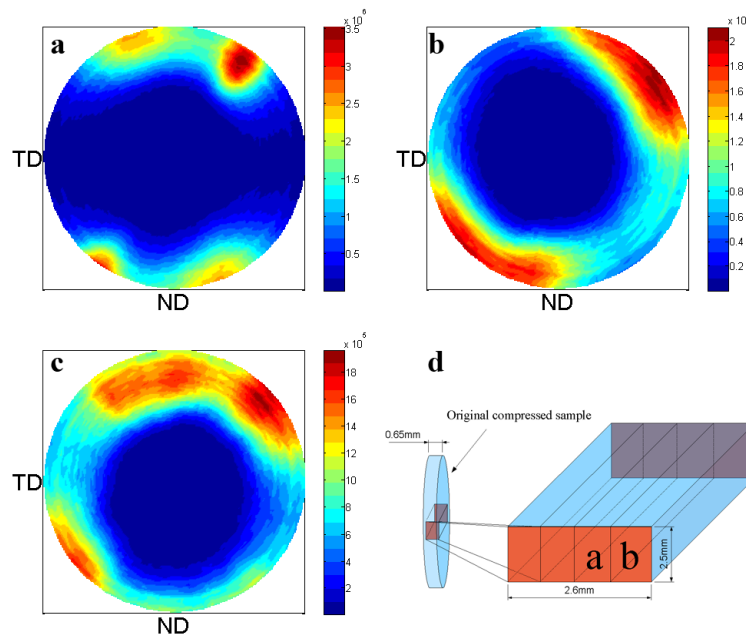 a
x 10⁶
3.5
3
2.5
2
1.5
1
0.5
TD
ND
b
x 10
2
1.8
1.6
1.4
1.2
1
0.8
0.6
0.4
0.2
TD
ND
c
x 10⁵
18
16
14
12
10
8
6
4
2
TD
ND
d
Original compressed sample
0.65mm
a b
2.5mm
2.6mm